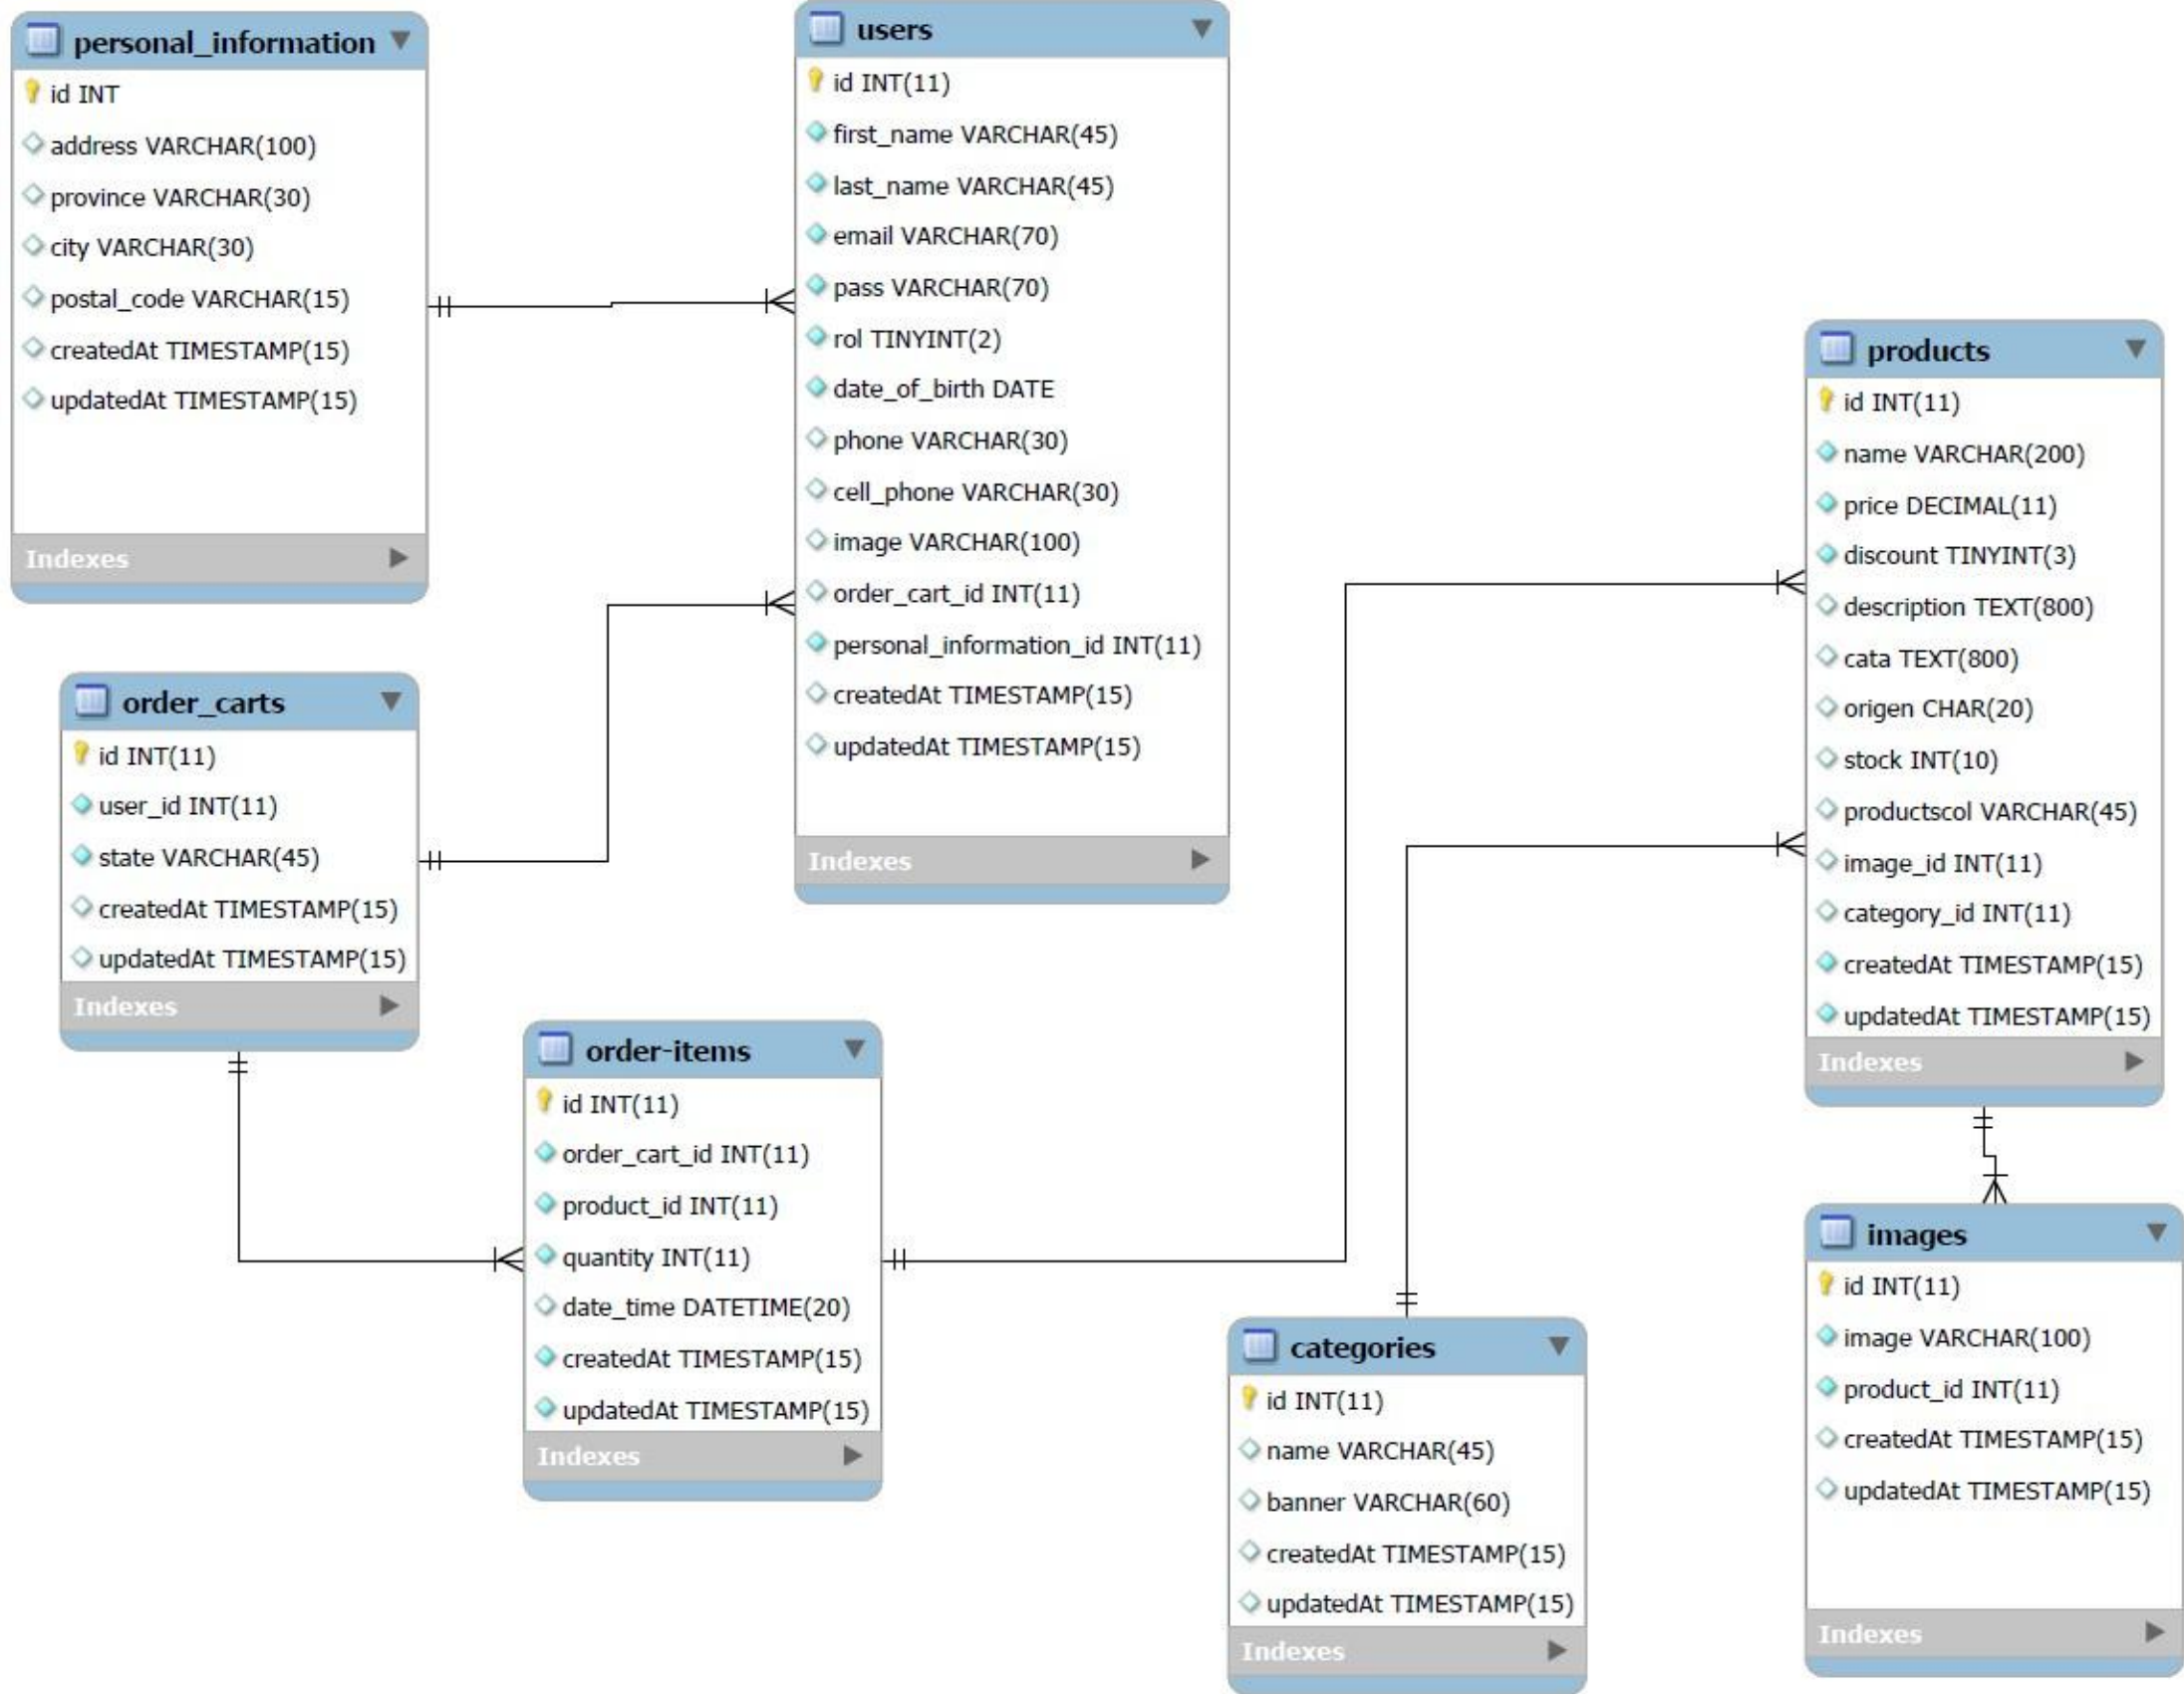 personal_information
id INT
address VARCHAR(100)
province VARCHAR(30)
city VARCHAR(30)
postal_code VARCHAR(15)
createdAt TIMESTAMP(15)
updatedAt TIMESTAMP(15)
Indexes
users
id INT(11)
first_name VARCHAR(45)
last_name VARCHAR(45)
email VARCHAR(70)
pass VARCHAR(70)
rol TINYINT(2)
date_of_birth DATE
phone VARCHAR(30)
cell_phone VARCHAR(30)
image VARCHAR(100)
order_cart_id INT(11)
personal_information_id INT(11)
createdAt TIMESTAMP(15)
updatedAt TIMESTAMP(15)
Indexes
products
id INT(11)
name VARCHAR(200)
price DECIMAL(11)
discount TINYINT(3)
description TEXT(800)
cata TEXT(800)
origen CHAR(20)
stock INT(10)
productscol VARCHAR(45)
image_id INT(11)
category_id INT(11)
createdAt TIMESTAMP(15)
updatedAt TIMESTAMP(15)
Indexes
order_carts
id INT(11)
user_id INT(11)
state VARCHAR(45)
createdAt TIMESTAMP(15)
updatedAt TIMESTAMP(15)
Indexes
order-items
id INT(11)
order_cart_id INT(11)
product_id INT(11)
quantity INT(11)
date_time DATETIME(20)
createdAt TIMESTAMP(15)
updatedAt TIMESTAMP(15)
Indexes
categories
id INT(11)
name VARCHAR(45)
banner VARCHAR(60)
createdAt TIMESTAMP(15)
updatedAt TIMESTAMP(15)
Indexes
images
id INT(11)
image VARCHAR(100)
product_id INT(11)
createdAt TIMESTAMP(15)
updatedAt TIMESTAMP(15)
Indexes